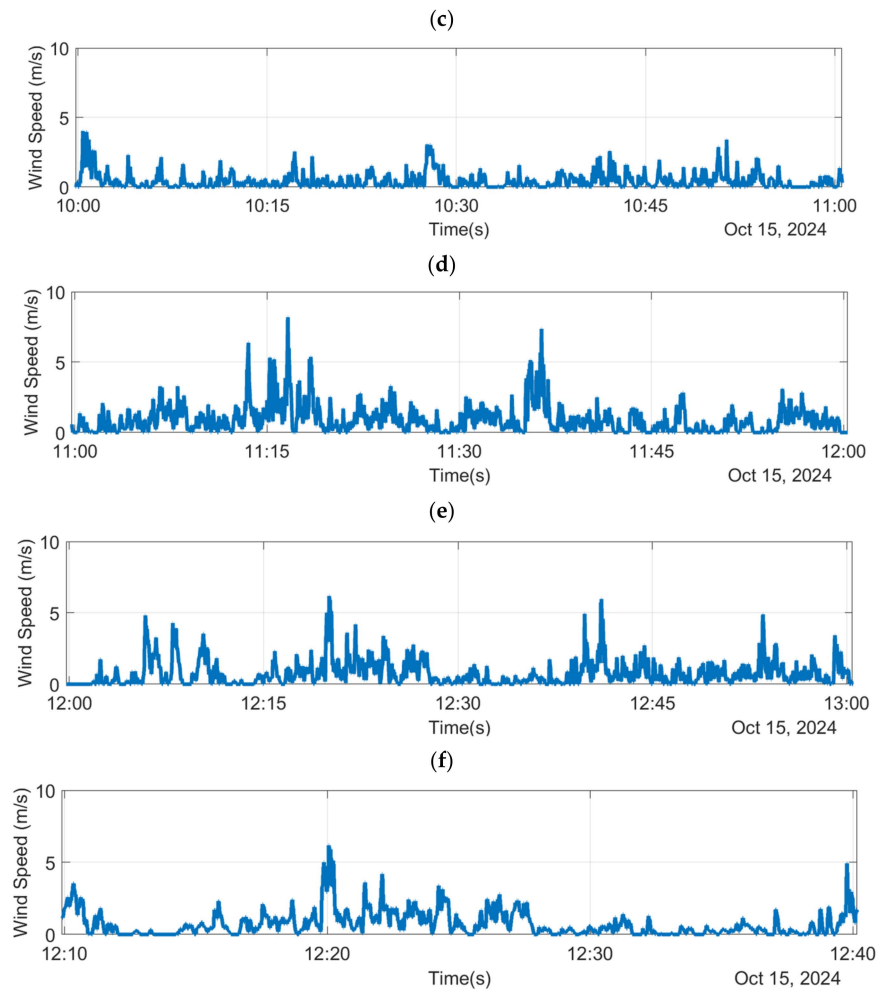 (c)
Wind Speed (m/s)
10
5
0
10:00 10:15 10:30 10:45 11:00
Time(s)
Oct 15, 2024
(d)
Wind Speed (m/s)
10
5
0
11:00 11:15 11:30 11:45 12:00
Time(s)
Oct 15, 2024
(e)
Wind Speed (m/s)
10
5
0
12:00 12:15 12:30 12:45 13:00
Time(s)
Oct 15, 2024
(f)
Wind Speed (m/s)
10
5
0
12:10 12:20 12:30 12:40
Time(s)
Oct 15, 2024